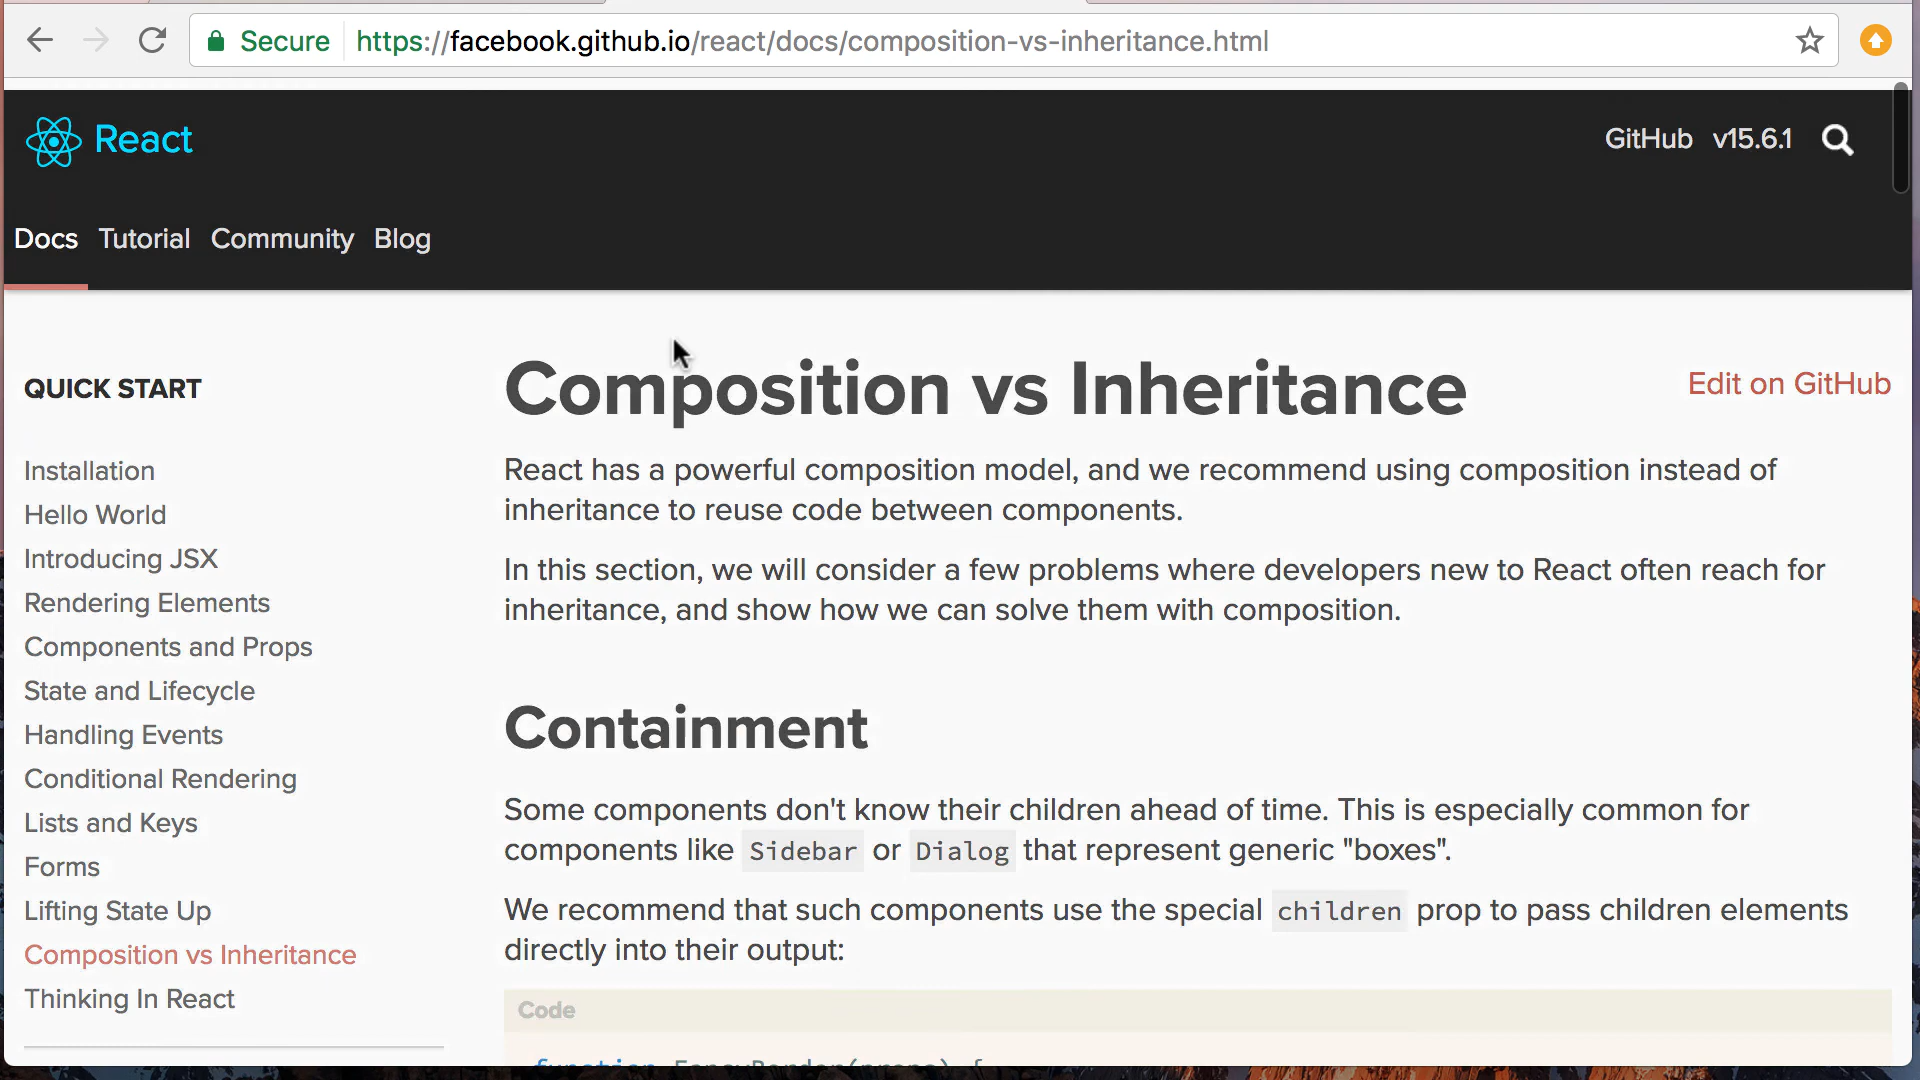 Secure https://facebook.github.io/react/docs/composition-vs-inheritance.html
React
GitHub v15.6.1
Docs Tutorial Community Blog
QUICK START
Installation
Hello World
Introducing JSX
Rendering Elements
Components and Props
State and Lifecycle
Handling Events
Conditional Rendering
Lists and Keys
Forms
Lifting State Up
Composition vs Inheritance
Thinking In React
Composition vs Inheritance
Edit on GitHub
React has a powerful composition model, and we recommend using composition instead of
inheritance to reuse code between components.
In this section, we will consider a few problems where developers new to React often reach for
inheritance, and show how we can solve them with composition.
Containment
Some components don't know their children ahead of time. This is especially common for
components like Sidebar or Dialog that represent generic "boxes".
We recommend that such components use the special children prop to pass children elements
directly into their output:
Code
function FancyBorder(props) {